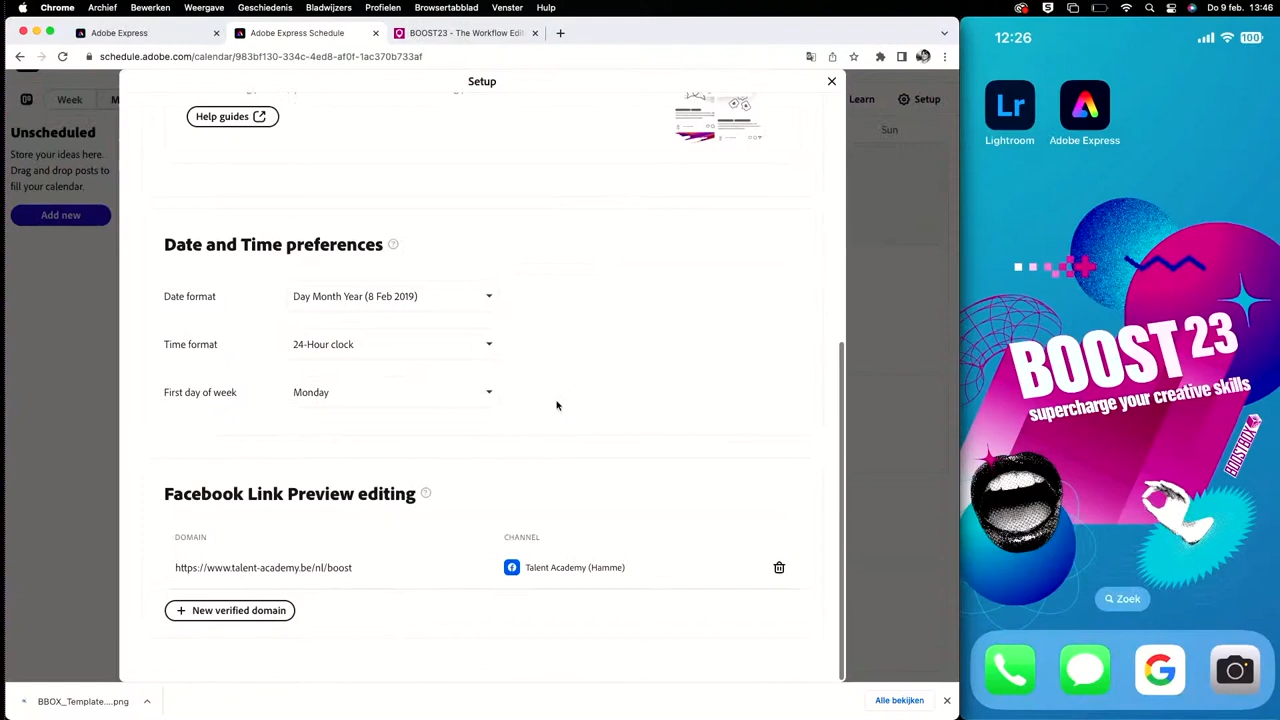 Chrome Archief Bewerken Weergave Geschiedenis Bladwijzers Profielen Browsertabblad Venster Help
Do 9 feb. 13:46
Adobe Express
Adobe Express Schedule
BOOST23 - The Workflow Edit
schedule.adobe.com/calendar/983bf130-334c-4ed8-af0f-1ac370b733af
Setup
Week
Learn
Setup
Sun
Unscheduled
Store your ideas here.
Drag and drop posts to
fill your calendar.
Add new
Help guides
Date and Time preferences
Date format
Day Month Year (8 Feb 2019)
Time format
24-Hour clock
First day of week
Monday
Facebook Link Preview editing
DOMAIN
CHANNEL
https://www.talent-academy.be/nl/boost
Talent Academy (Hamme)
New verified domain
BBOX_Template....png
Alle bekijken
12:26
100
Lr
Lightroom
Adobe Express
BOOST 23
supercharge your creative skills
BOOSTBOX
Zoek